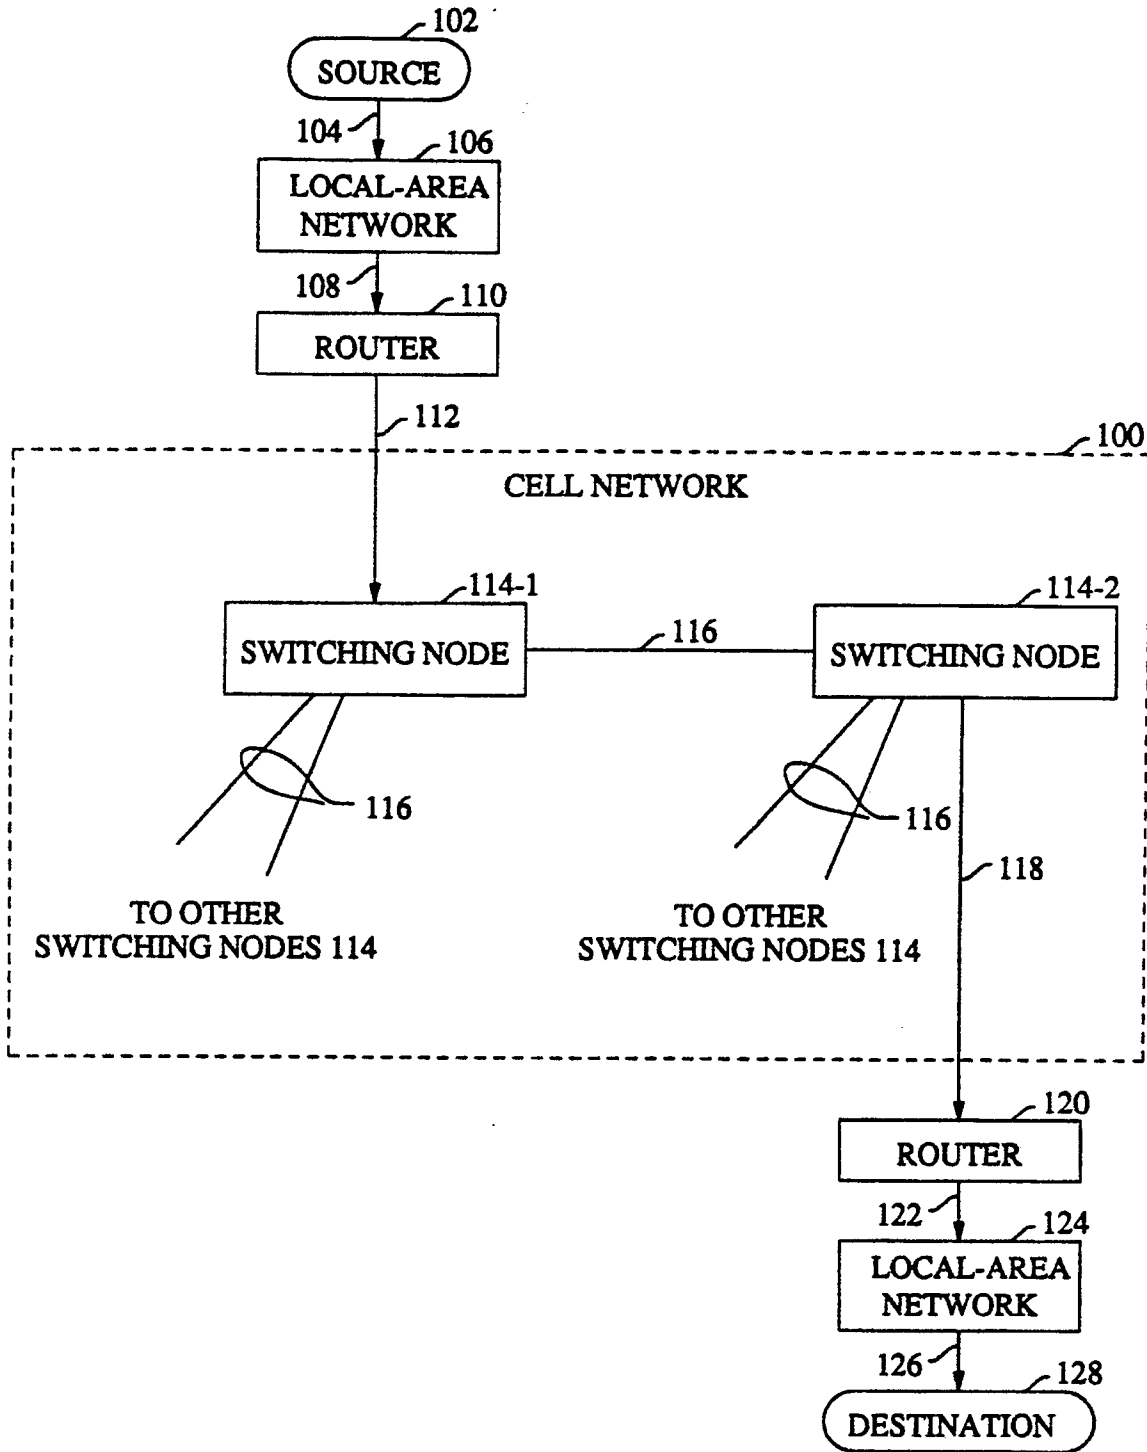 102
SOURCE
104
106
LOCAL-AREA
NETWORK
108
110
ROUTER
112
100
CELL NETWORK
114-1
114-2
SWITCHING NODE
116
SWITCHING NODE
116
116
118
TO OTHER
SWITCHING NODES 114
TO OTHER
SWITCHING NODES 114
120
ROUTER
122
124
LOCAL-AREA
NETWORK
126
128
DESTINATION